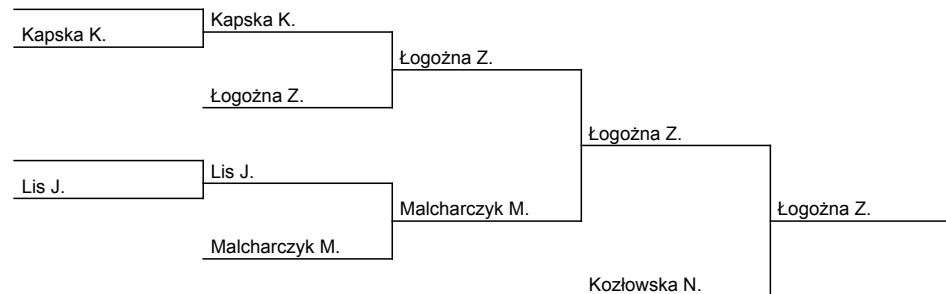 Kapska K.
Kapska K.
Łogożna Z.
Łogożna Z.
Łogożna Z.
Lis J.
Lis J.
Malcharczyk M.
Łogożna Z.
Malcharczyk M.
Kozłowska N.